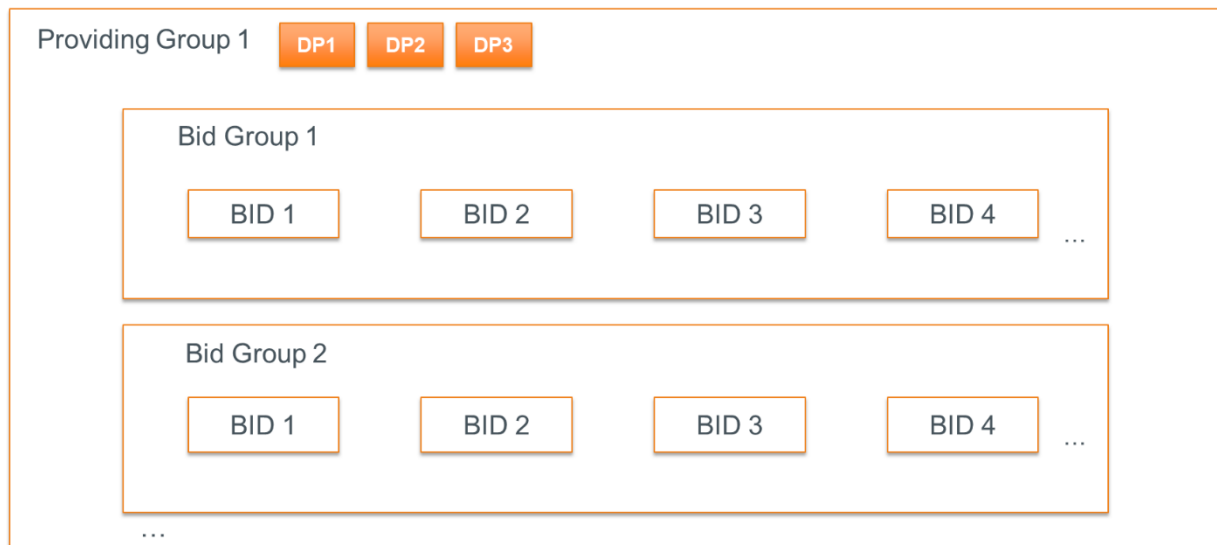 Providing Group 1 DP1 DP2 DP3
Bid Group 1
BID 1 BID 2 BID 3 BID 4 ...
Bid Group 2
BID 1 BID 2 BID 3 BID 4 ...
...